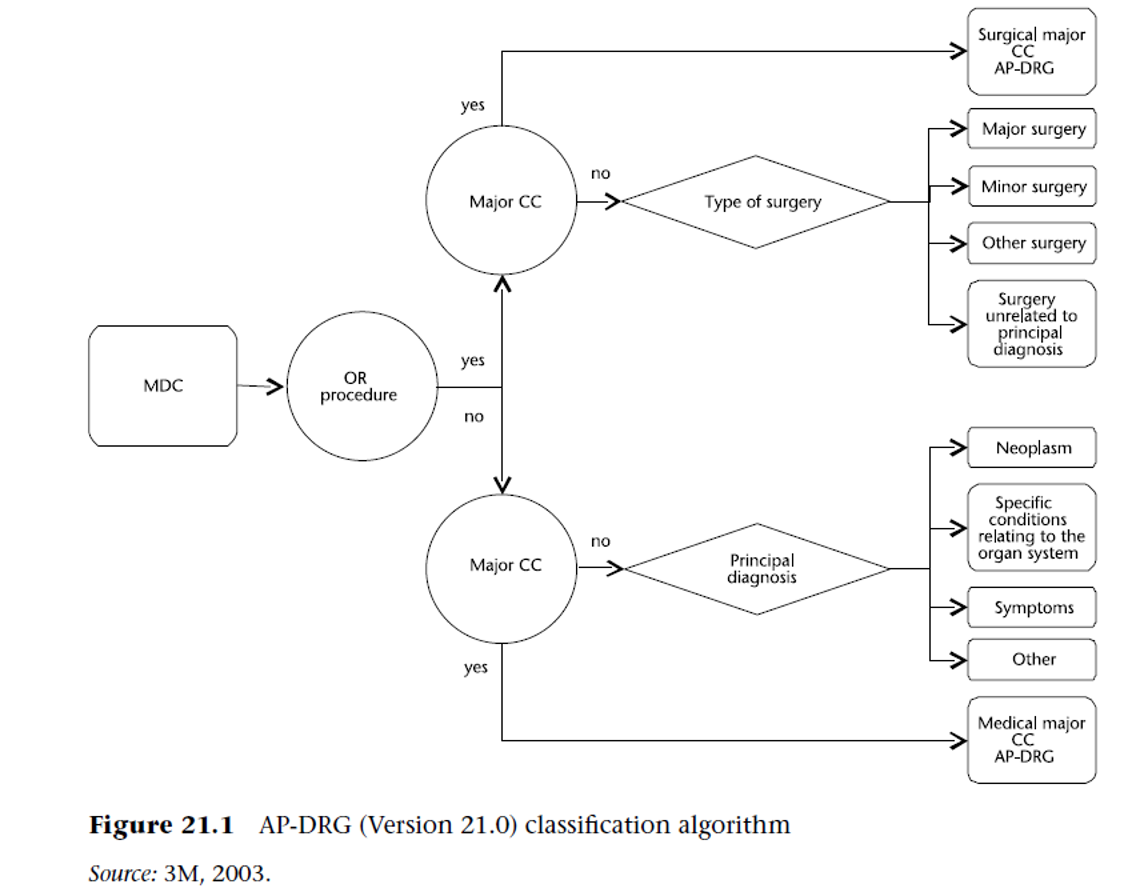 Surgical major
CC
AP-DRG
yes
Major surgery
Major CC
no
Type of surgery
Minor surgery
Other surgery
Surgery
unrelated to
principal
diagnosis
MDC
OR
procedure
yes
no
Neoplasm
Specific
conditions
relating to the
organ system
Major CC
no
Principal
diagnosis
Symptoms
Other
yes
Medical major
CC
AP-DRG
Figure 21.1 AP-DRG (Version 21.0) classification algorithm
Source: 3M, 2003.